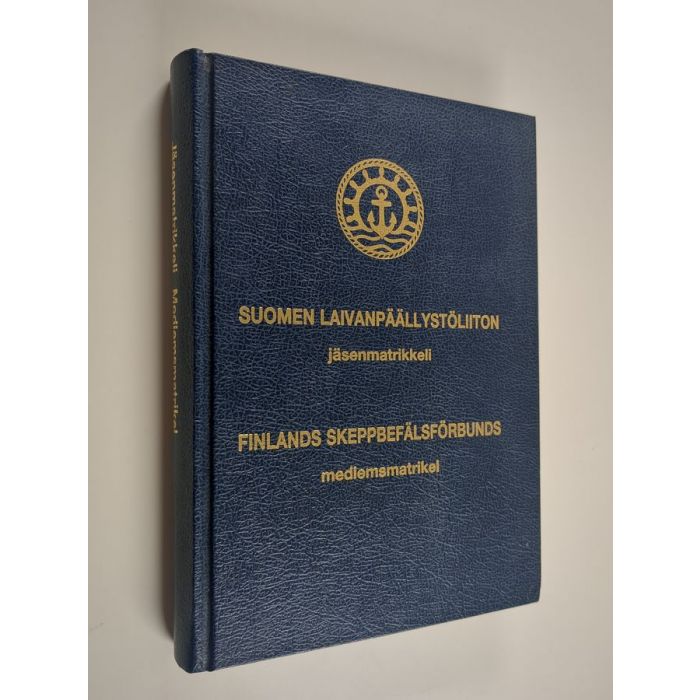 SUOMEN LAIVANPÄÄLLYSTÖLIITON
jäsenmatrikkeli
FINLANDS SKEPPBEFÄLSFÖRBUNDS
medlemsmatrikel
Jäsenmatrikkeli Medlemsmatrikel